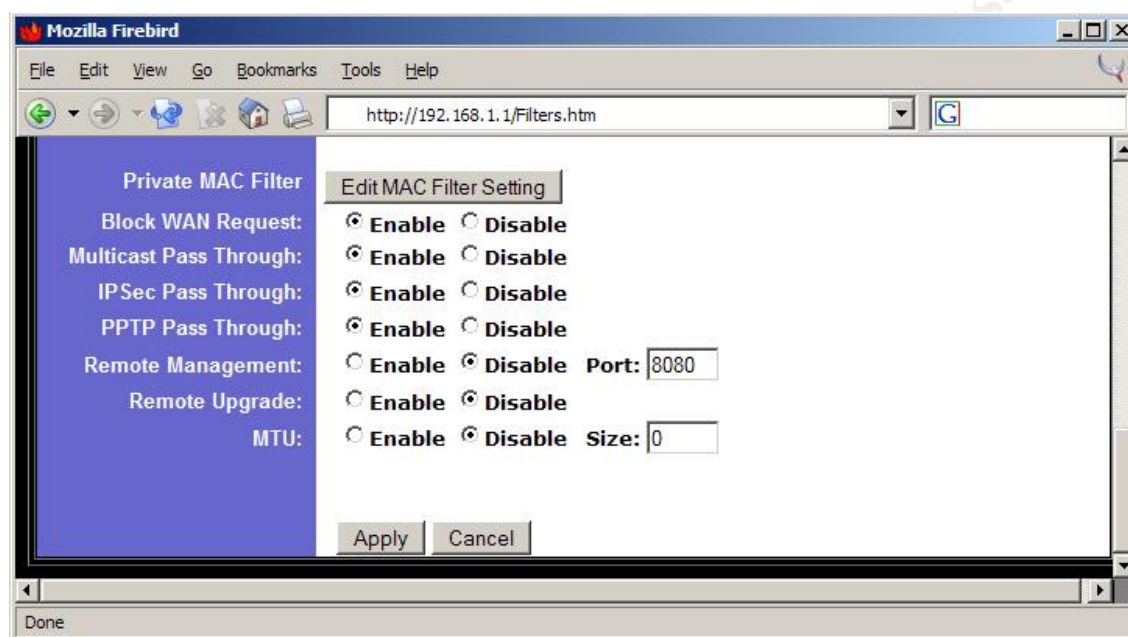 Mozilla Firebird
File Edit View Go Bookmarks Tools Help
http://192.168.1.1/Filters.htm
G
Private MAC Filter Edit MAC Filter Setting
Block WAN Request: Enable Disable
Multicast Pass Through: Enable Disable
IPSec Pass Through: Enable Disable
PPTP Pass Through: Enable Disable
Remote Management: Enable Disable Port: 8080
Remote Upgrade: Enable Disable
MTU: Enable Disable Size: 0
Apply Cancel
Done